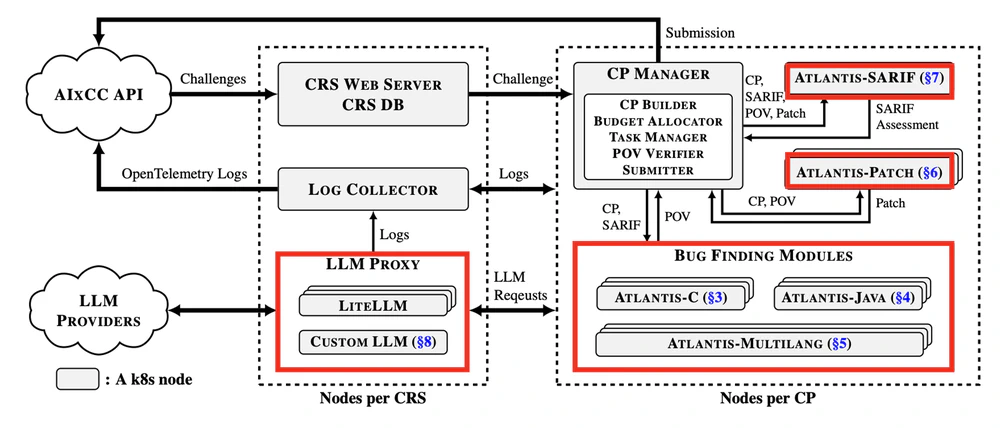 Submission
AIxCC API
Challenges
CRS Web Server
CRS DB
Challenge
CP Manager
CP Builder
Budget Allocator
Task Manager
POV Verifier
Submitter
CP,
SARIF,
POV, Patch
Atlantis-SARIF (§7)
SARIF
Assessment
OpenTelemetry Logs
Log Collector
Logs
Atlantis-Patch (§6)
CP, POV
Patch
CP,
SARIF
POV
Logs
LLM Proxy
LiteLLM
Custom LLM (§8)
LLM
Reqeusts
LLM
Providers
Bug Finding Modules
Atlantis-C (§3)
Atlantis-Java (§4)
Atlantis-Multilang (§5)
: A k8s node
Nodes per CRS
Nodes per CP